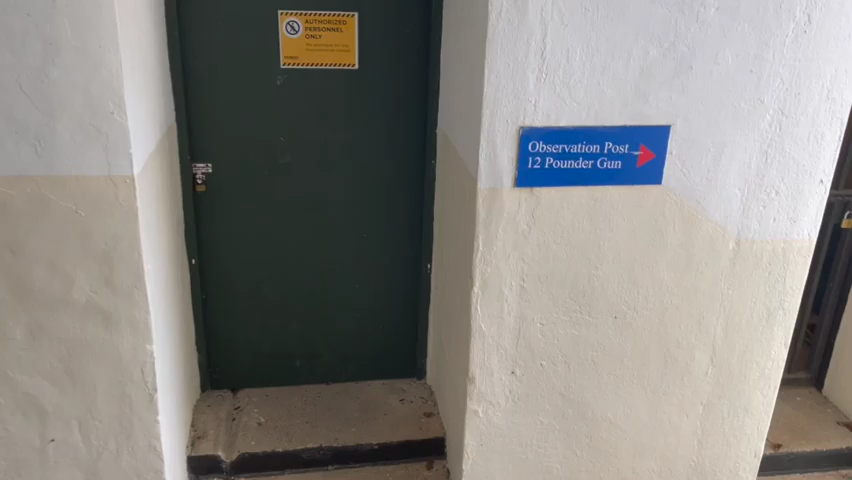 AUTHORIZED
PERSONNEL
ONLY
Observation Post
12 Pounder Gun